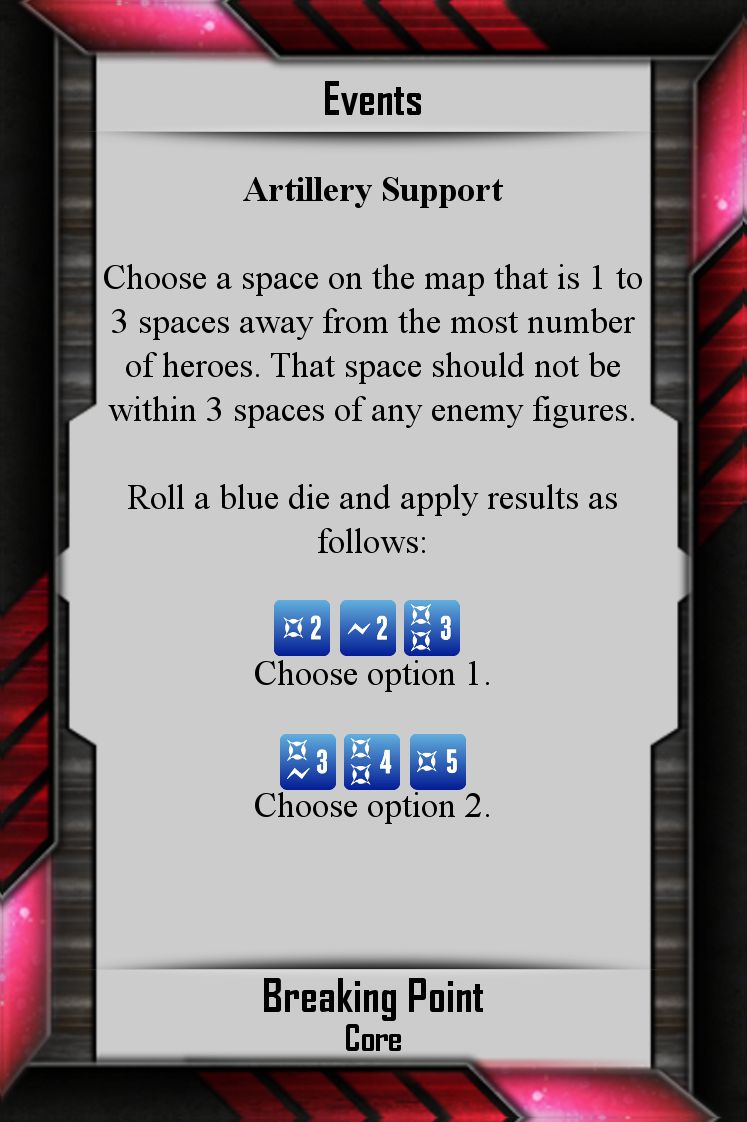 Events
Artillery Support
Choose a space on the map that is 1 to
3 spaces away from the most number
of heroes. That space should not be
within 3 spaces of any enemy figures.
Roll a blue die and apply results as
follows:
2 2 3
Choose option 1.
3 4 5
Choose option 2.
Breaking Point
Core